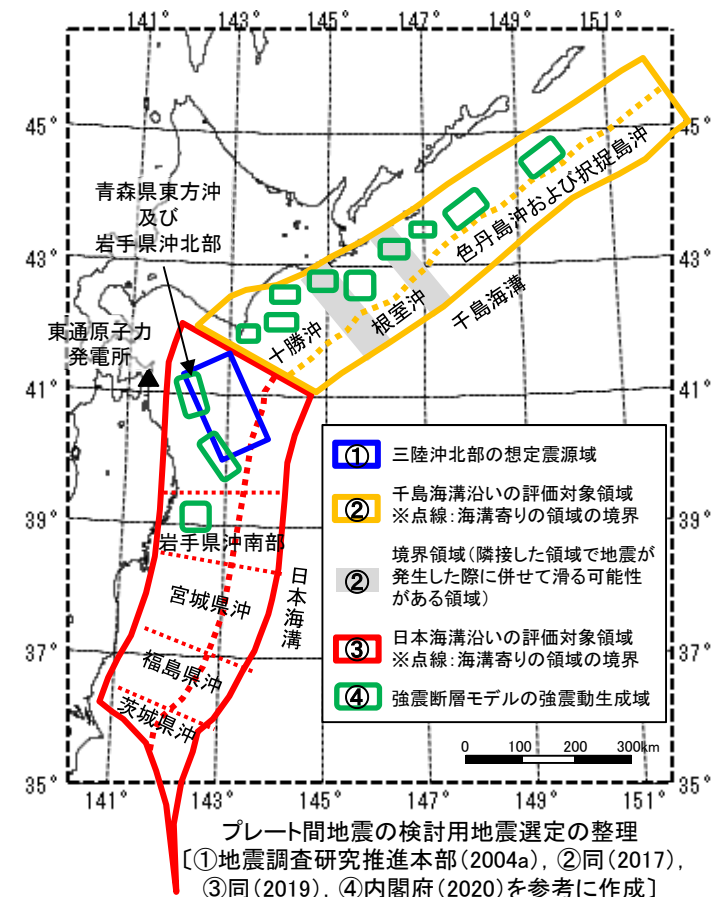 141° 143° 145° 147° 149° 151°
45° 45°
青森県東方沖
及び
岩手県沖北部
色丹島沖および択捉島沖
43° 43°
千島海溝
根室沖
十勝沖
東通原子力
発電所
41° 41°
① 三陸沖北部の想定震源域
② 千島海溝沿いの評価対象領域
※点線:海溝寄りの領域の境界
② 境界領域(隣接した領域で地震が
発生した際に併せて滑る可能性
がある領域)
③ 日本海溝沿いの評価対象領域
※点線:海溝寄りの領域の境界
④ 強震断層モデルの強震動生成域
39° 39°
岩手県沖南部
日本海溝
宮城県沖
37° 37°
福島県沖
茨城県沖
0 100 200 300km
35° 35°
141° 143° 145° 147° 149° 151°
プレート間地震の検討用地震選定の整理
[①地震調査研究推進本部(2004a), ②同(2017),
③同(2019), ④内閣府(2020)を参考に作成]